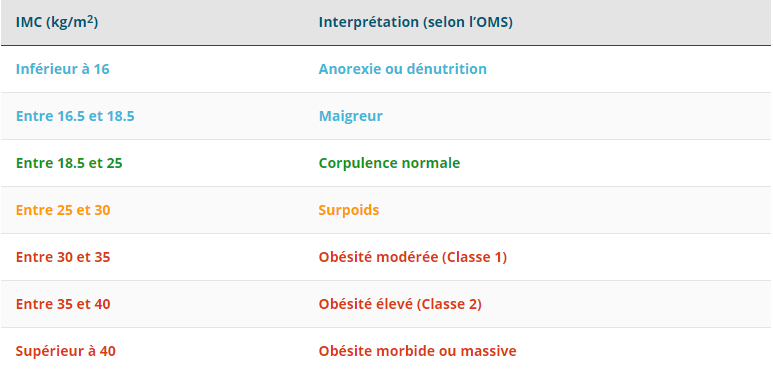 IMC (kg/m²) Interprétation (selon l’OMS)
Inférieur à 16 Anorexie ou dénutrition
Entre 16.5 et 18.5 Maigreur
Entre 18.5 et 25 Corpulence normale
Entre 25 et 30 Surpoids
Entre 30 et 35 Obésité modérée (Classe 1)
Entre 35 et 40 Obésité élevé (Classe 2)
Supérieur à 40 Obésite morbide ou massive